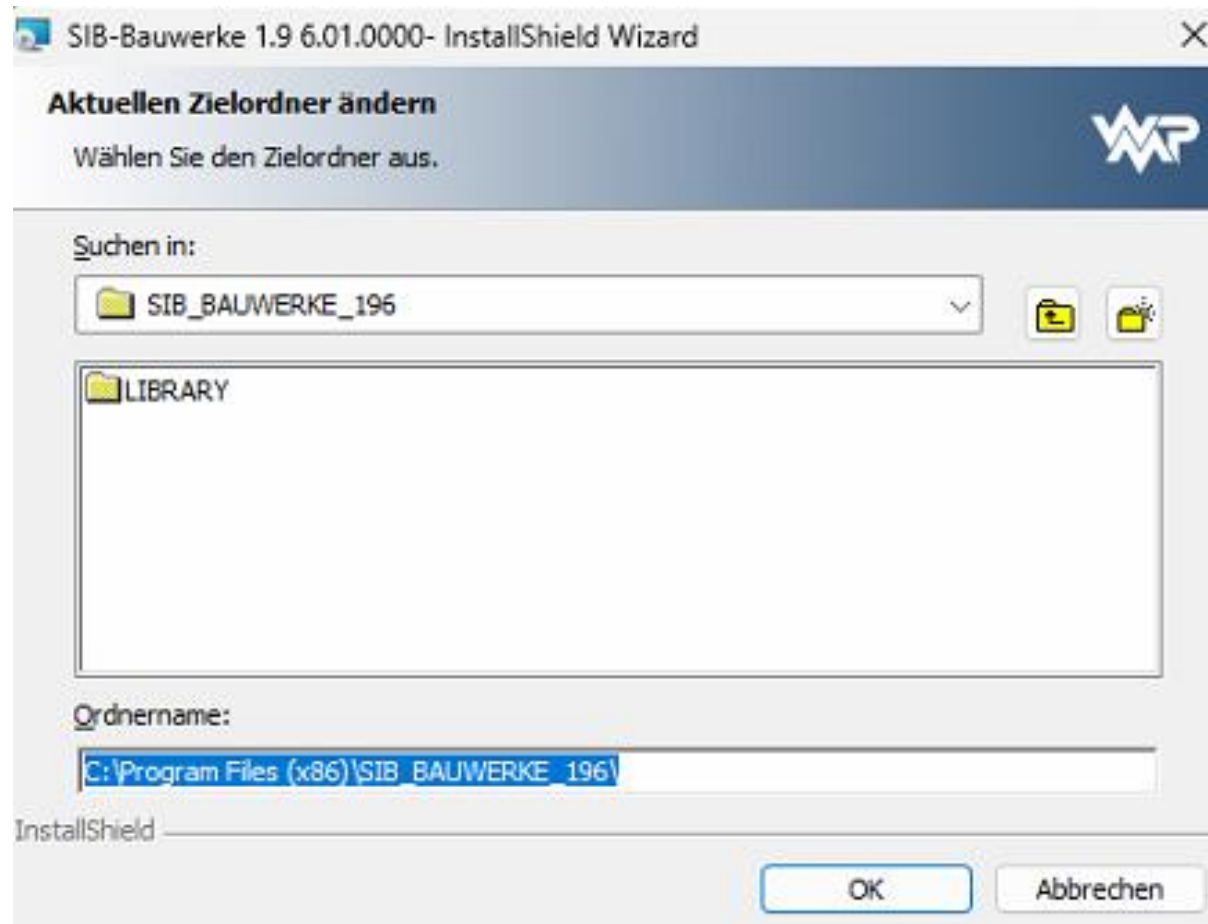 SIB-Bauwerke 1.9 6.01.0000- InstallShield Wizard
Aktuellen Zielordner ändern
Wählen Sie den Zielordner aus.
WMP
Suchen in:
SIB_BAUWERKE_196
LIBRARY
Ordnername:
C:\Program Files (x86)\SIB_BAUWERKE_196\
InstallShield
OK
Abbrechen